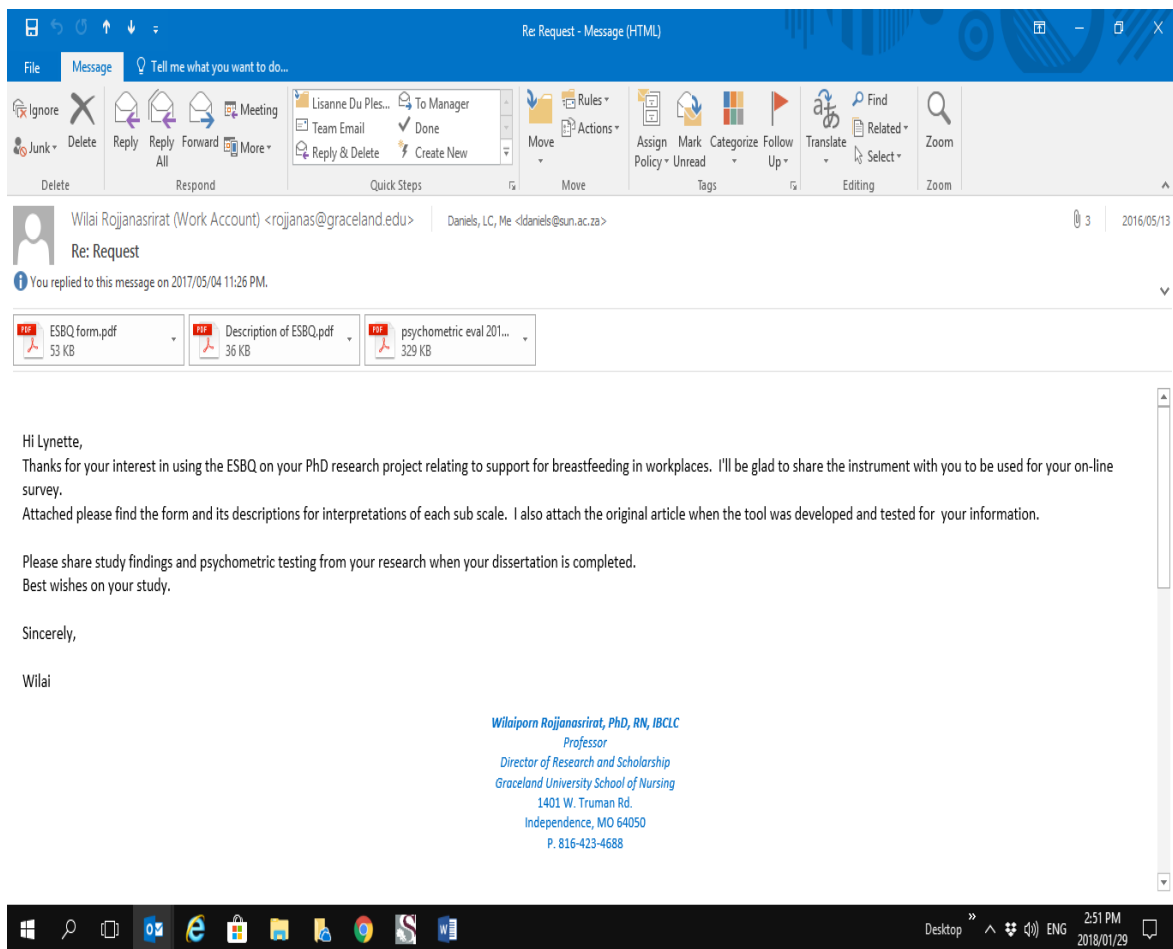 Re: Request - Message (HTML)
File Message Tell me what you want to do...
Ignore
Junk
Delete
Reply
Reply All
Forward
Meeting
More
Lisanne Du Ples...
To Manager
Team Email
Done
Reply & Delete
Create New
Move
Rules
Actions
Assign Policy
Mark Unread
Categorize
Follow Up
Translate
Find
Related
Select
Zoom
Delete Respond Quick Steps Move Tags Editing Zoom
Wilai Rojjanasrirat (Work Account) <rojjanas@graceland.edu> Daniels, LC, Me <ldaniels@sun.ac.za> 3 2016/05/13
Re: Request
You replied to this message on 2017/05/04 11:26 PM.
PDF ESBQ form.pdf
53 KB
PDF Description of ESBQ.pdf
36 KB
PDF psychometric eval 201...
329 KB
Hi Lynette,
Thanks for your interest in using the ESBQ on your PhD research project relating to support for breastfeeding in workplaces. I'll be glad to share the instrument with you to be used for your on-line
survey.
Attached please find the form and its descriptions for interpretations of each sub scale. I also attach the original article when the tool was developed and tested for your information.
Please share study findings and psychometric testing from your research when your dissertation is completed.
Best wishes on your study.
Sincerely,
Wilai
Wilaiporn Rojjanasrirat, PhD, RN, IBCLC
Professor
Director of Research and Scholarship
Graceland University School of Nursing
1401 W. Truman Rd.
Independence, MO 64050
P. 816-423-4688
Desktop ENG 2:51 PM
2018/01/29